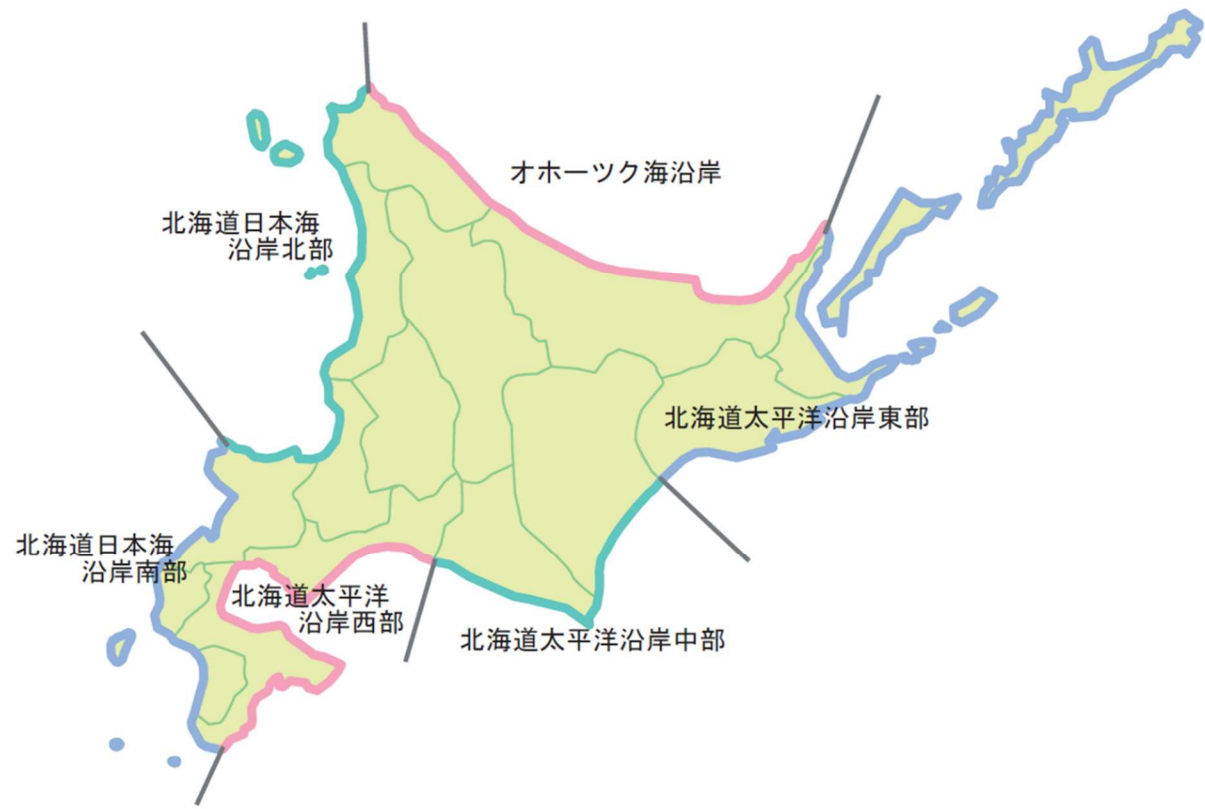 オホーツク海沿岸
北海道日本海
沿岸北部
北海道太平洋沿岸東部
北海道日本海
沿岸南部
北海道太平洋
沿岸西部
北海道太平洋沿岸中部